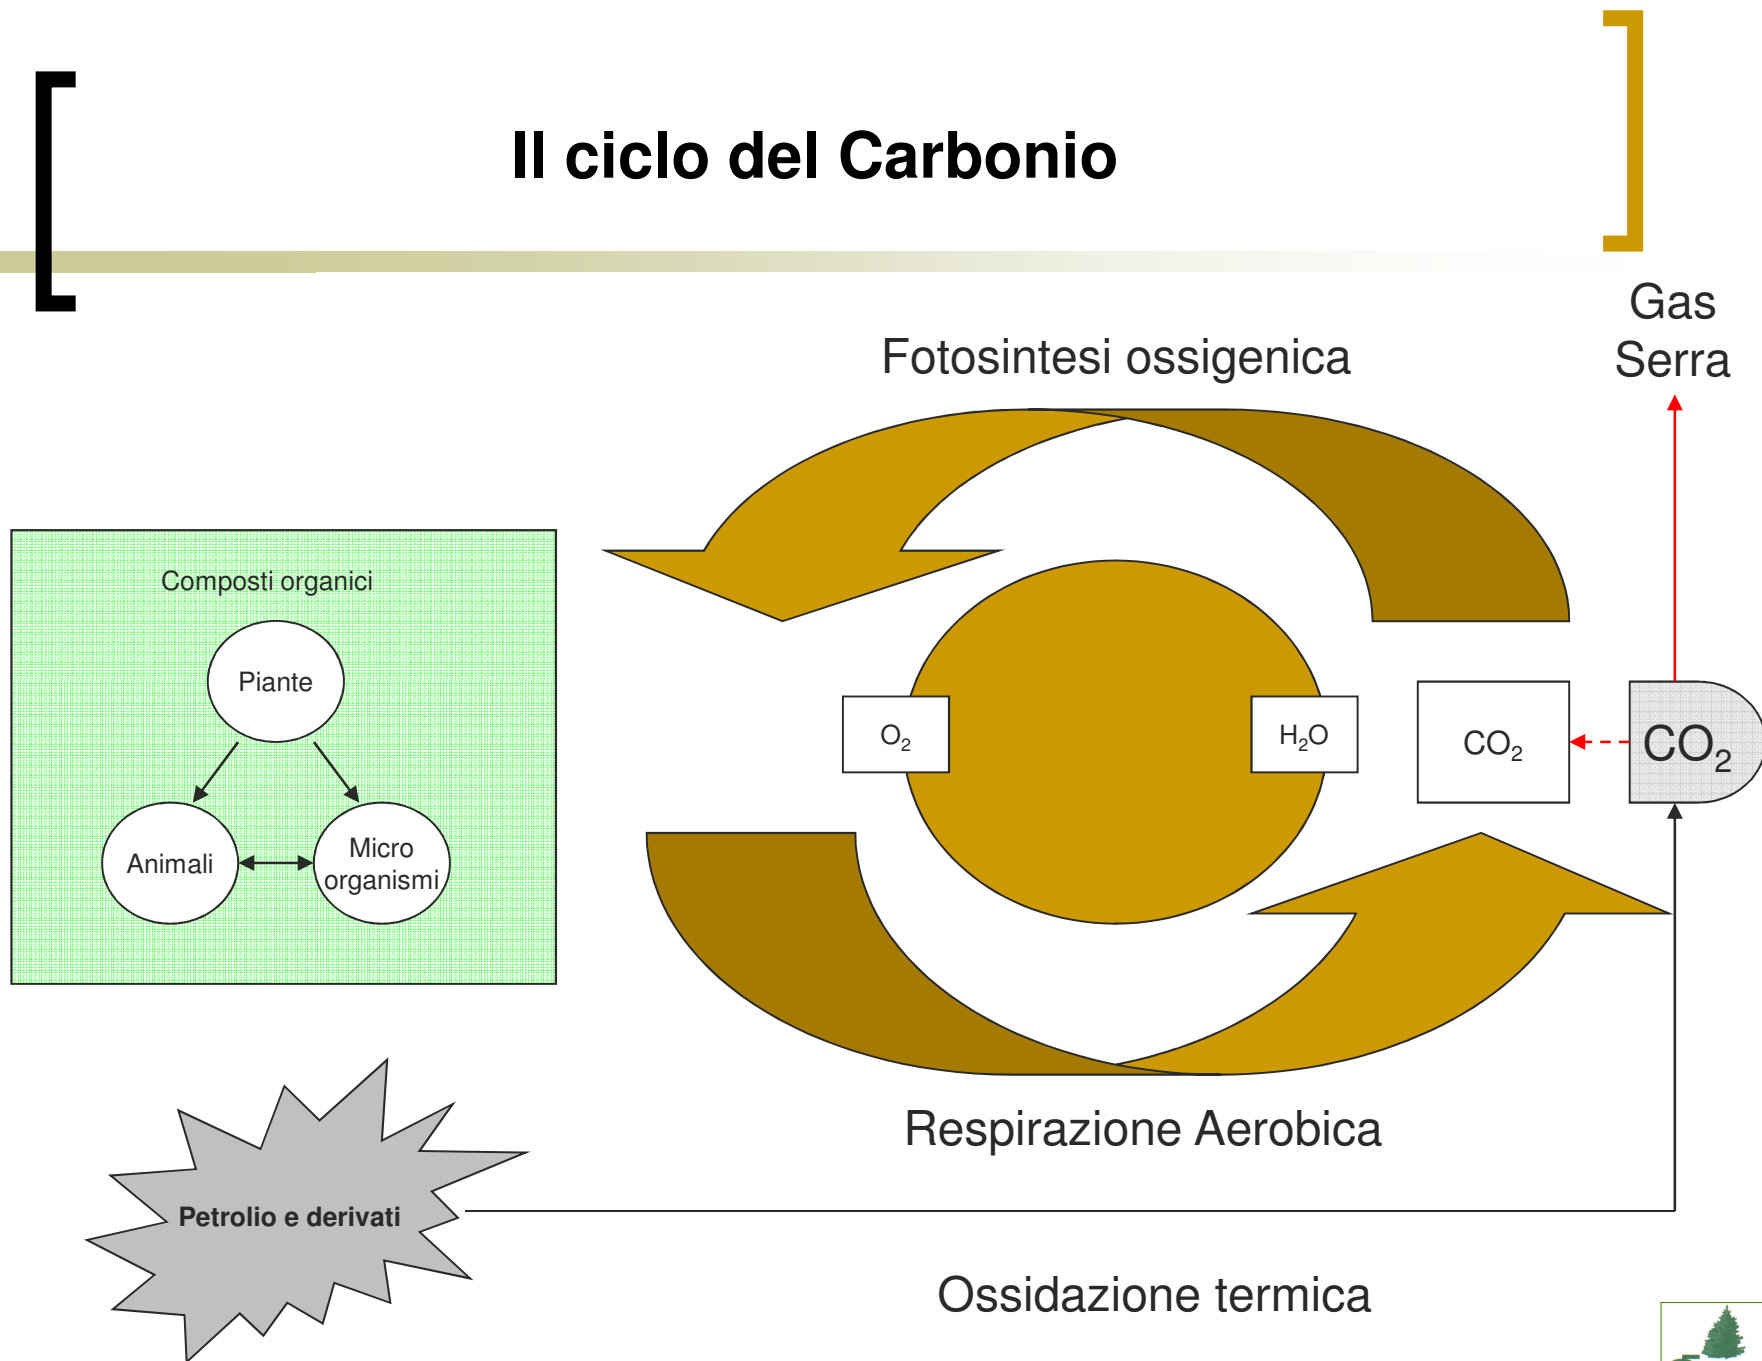 Il ciclo del Carbonio
Gas
Serra
Fotosintesi ossigenica
Composti organici
Piante
Animali
Micro
organismi
O₂
H₂O
CO₂
CO₂
Respirazione Aerobica
Petrolio e derivati
Ossidazione termica